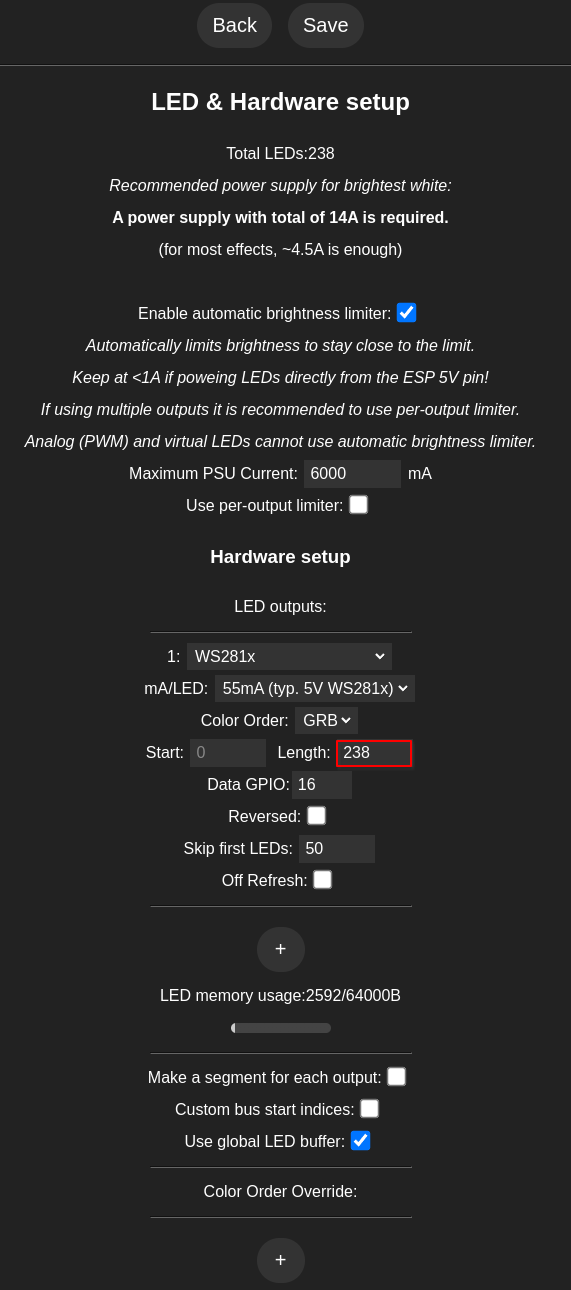 Back Save
LED & Hardware setup
Total LEDs:238
Recommended power supply for brightest white:
A power supply with total of 14A is required.
(for most effects, ~4.5A is enough)
Enable automatic brightness limiter:
Automatically limits brightness to stay close to the limit.
Keep at <1A if poweing LEDs directly from the ESP 5V pin!
If using multiple outputs it is recommended to use per-output limiter.
Analog (PWM) and virtual LEDs cannot use automatic brightness limiter.
Maximum PSU Current: 6000 mA
Use per-output limiter:
Hardware setup
LED outputs:
1: WS281x
mA/LED: 55mA (typ. 5V WS281x)
Color Order: GRB
Start: 0 Length: 238
Data GPIO: 16
Reversed:
Skip first LEDs: 50
Off Refresh:
+
LED memory usage:2592/64000B
Make a segment for each output:
Custom bus start indices:
Use global LED buffer:
Color Order Override:
+